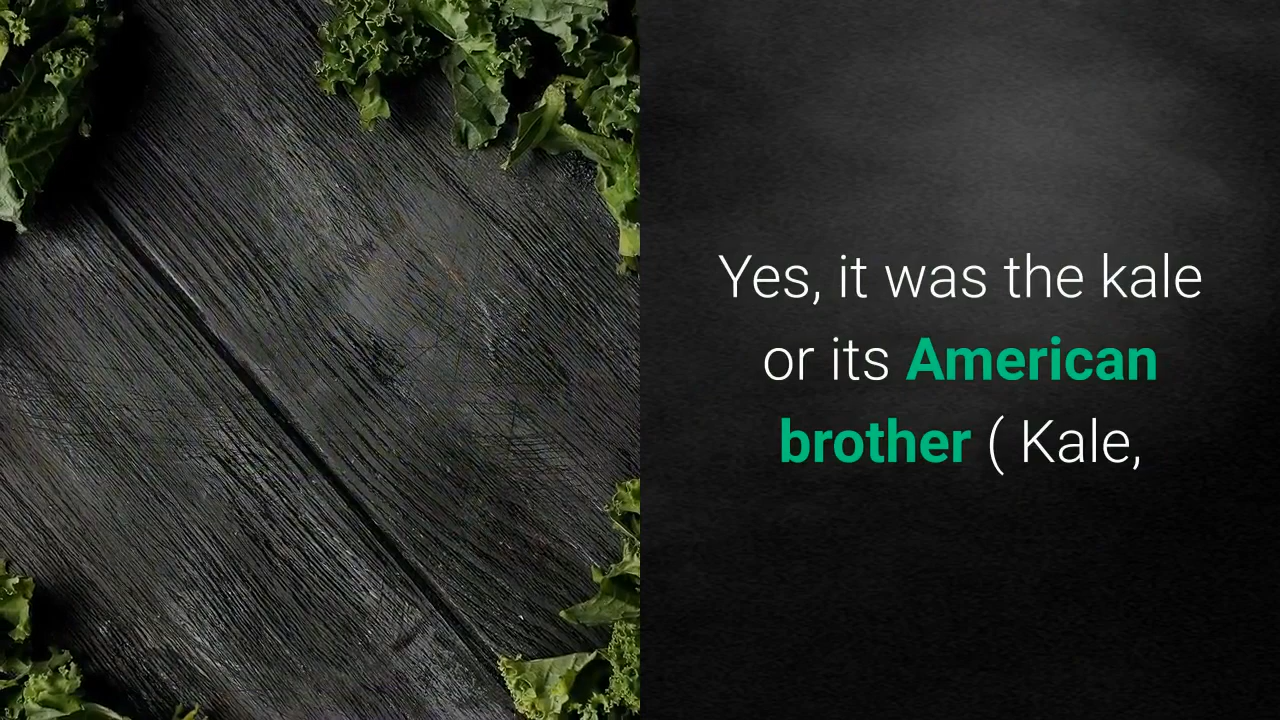 Yes, it was the kale
or its American
brother ( Kale,